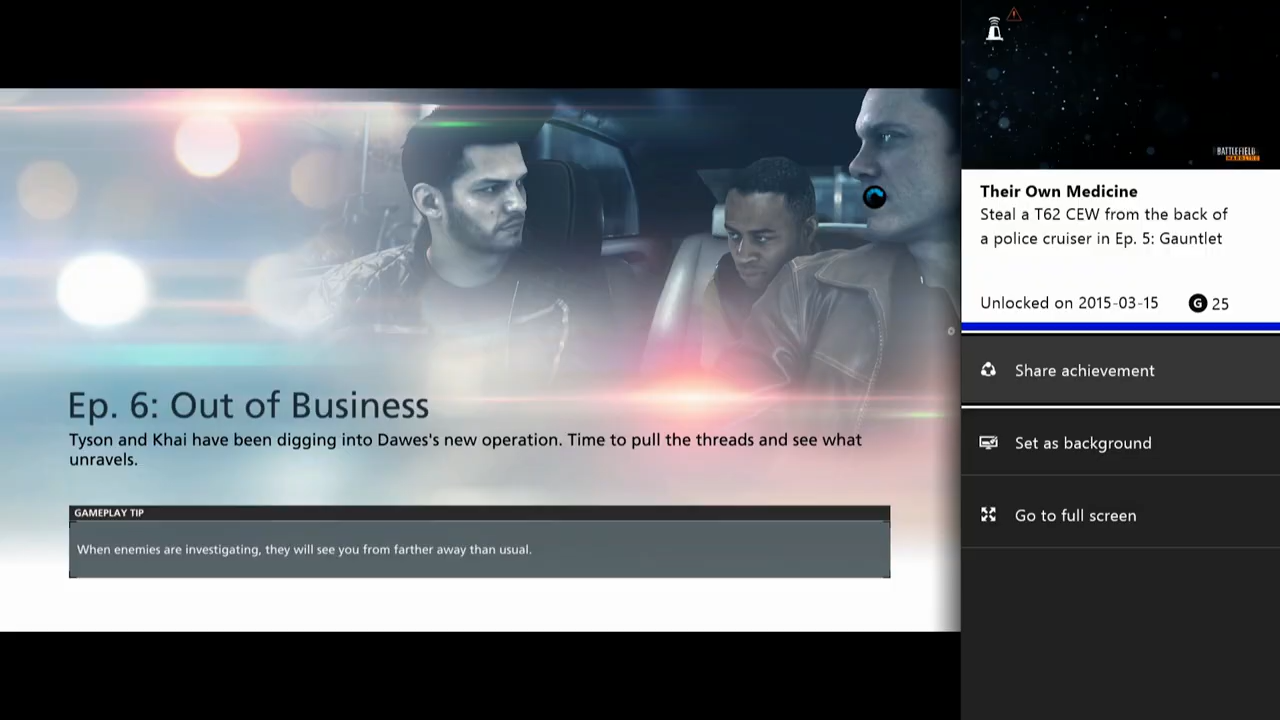 Ep. 6: Out of Business
Tyson and Khai have been digging into Dawes's new operation. Time to pull the threads and see what
unravels.
GAMEPLAY TIP
When enemies are investigating, they will see you from farther away than usual.
BATTLEFIELD
HARDLINE
Their Own Medicine
Steal a T62 CEW from the back of
a police cruiser in Ep. 5: Gauntlet
Unlocked on 2015-03-15 G 25
Share achievement
Set as background
Go to full screen